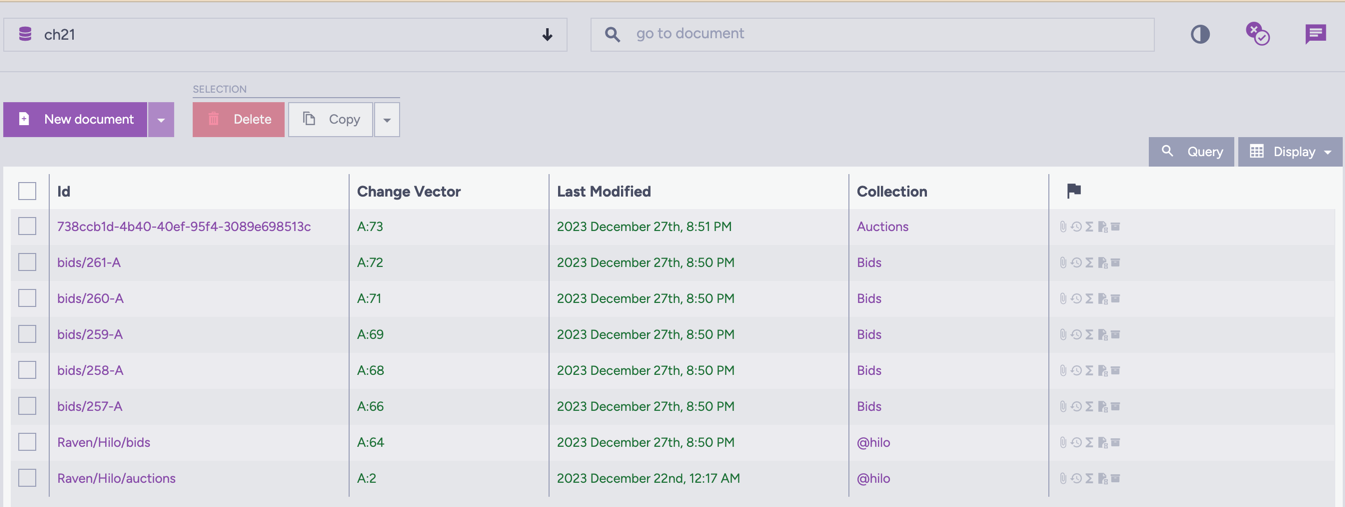 ch21
go to document
SELECTION
New document Delete Copy
Query Display
Id Change Vector Last Modified Collection
738ccb1d-4b40-40ef-95f4-3089e698513c A:73 2023 December 27th, 8:51 PM Auctions
bids/261-A A:72 2023 December 27th, 8:50 PM Bids
bids/260-A A:71 2023 December 27th, 8:50 PM Bids
bids/259-A A:69 2023 December 27th, 8:50 PM Bids
bids/258-A A:68 2023 December 27th, 8:50 PM Bids
bids/257-A A:66 2023 December 27th, 8:50 PM Bids
Raven/Hilo/bids A:64 2023 December 27th, 8:50 PM @hilo
Raven/Hilo/auctions A:2 2023 December 22nd, 12:17 AM @hilo